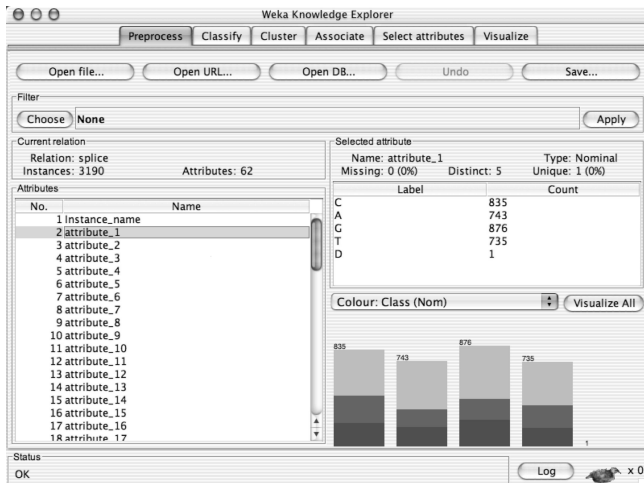 Weka Knowledge Explorer
Preprocess Classify Cluster Associate Select attributes Visualize
Open file... Open URL... Open DB... Undo Save...
Filter
Choose None Apply
Current relation
Relation: splice
Instances: 3190 Attributes: 62
Attributes
No. Name
1 Instance_name
2 attribute_1
3 attribute_2
4 attribute_3
5 attribute_4
6 attribute_5
7 attribute_6
8 attribute_7
9 attribute_8
10 attribute_9
11 attribute_10
12 attribute_11
13 attribute_12
14 attribute_13
15 attribute_14
16 attribute_15
17 attribute_16
18 attribute_17
Selected attribute
Name: attribute_1 Type: Nominal
Missing: 0 (0%) Distinct: 5 Unique: 1 (0%)
Label Count
C 835
A 743
G 876
T 735
D 1
Colour: Class (Nom) Visualize All
835
743
876
735
1
Status
OK
Log x 0